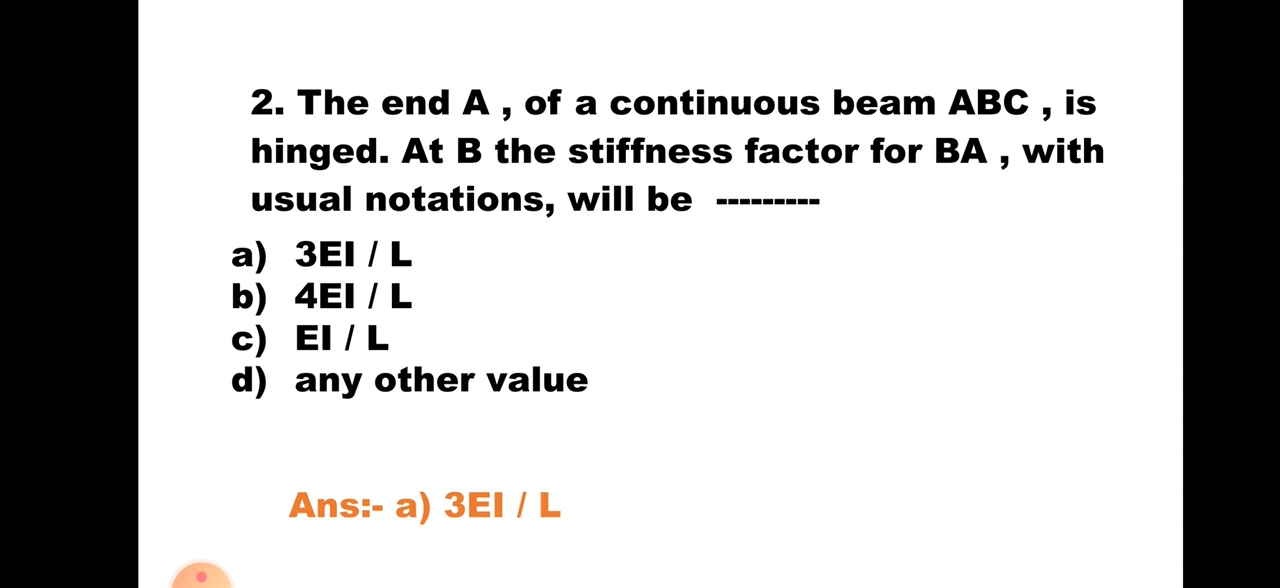 2. The end A , of a continuous beam ABC , is
hinged. At B the stiffness factor for BA , with
usual notations, will be ---------
a) 3EI / L
b) 4EI / L
c) EI / L
d) any other value
Ans:- a) 3EI / L